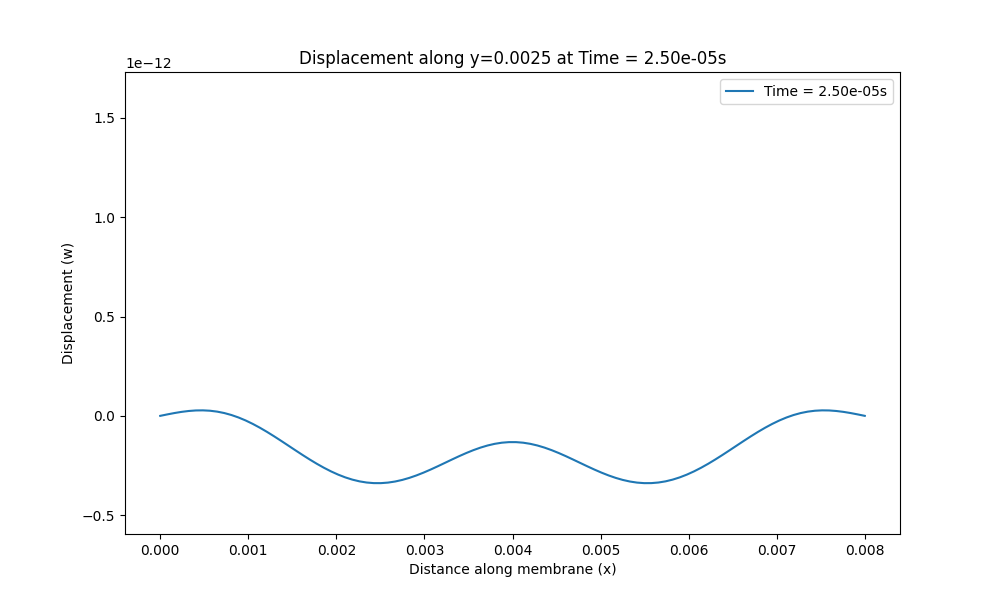 Displacement along y=0.0025 at Time = 2.50e-05s
1e−12
Time = 2.50e-05s
1.5
1.0
0.5
0.0
−0.5
Displacement (w)
0.000 0.001 0.002 0.003 0.004 0.005 0.006 0.007 0.008
Distance along membrane (x)